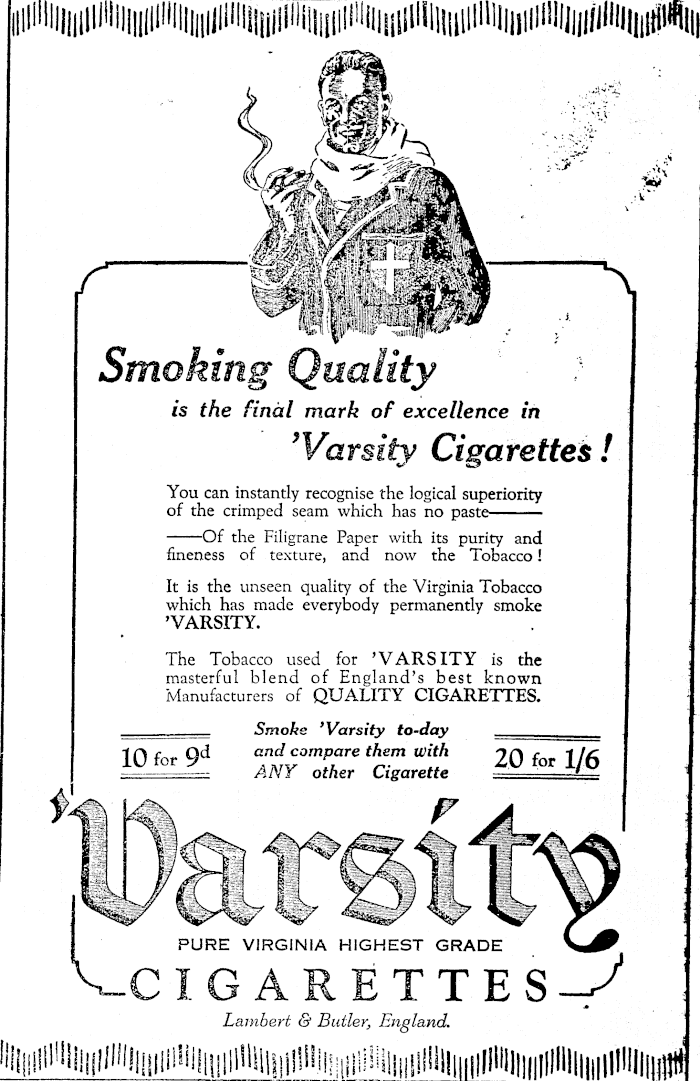 Smoking Quality
is the final mark of excellence in
'Varsity Cigarettes!
You can instantly recognise the logical superiority
of the crimped seam which has no paste——
——Of the Filigrane Paper with its purity and
fineness of texture, and now the Tobacco!
It is the unseen quality of the Virginia Tobacco
which has made everybody permanently smoke
'VARSITY.
The Tobacco used for 'VARSITY is the
masterful blend of England's best known
Manufacturers of QUALITY CIGARETTES.
10 for 9d
Smoke 'Varsity to-day
and compare them with
ANY other Cigarette
20 for 1/6
'Varsity
PURE VIRGINIA HIGHEST GRADE
CIGARETTES
Lambert & Butler, England.